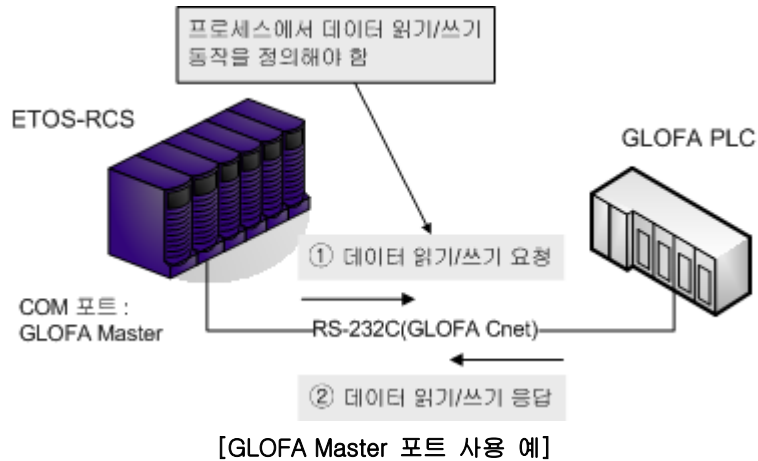 프로세스에서 데이터 읽기/쓰기
동작을 정의해야 함
ETOS-RCS
GLOFA PLC
① 데이터 읽기/쓰기 요청
COM 포트 :
GLOFA Master
RS-232C(GLOFA Cnet)
② 데이터 읽기/쓰기 응답
[GLOFA Master 포트 사용 예]